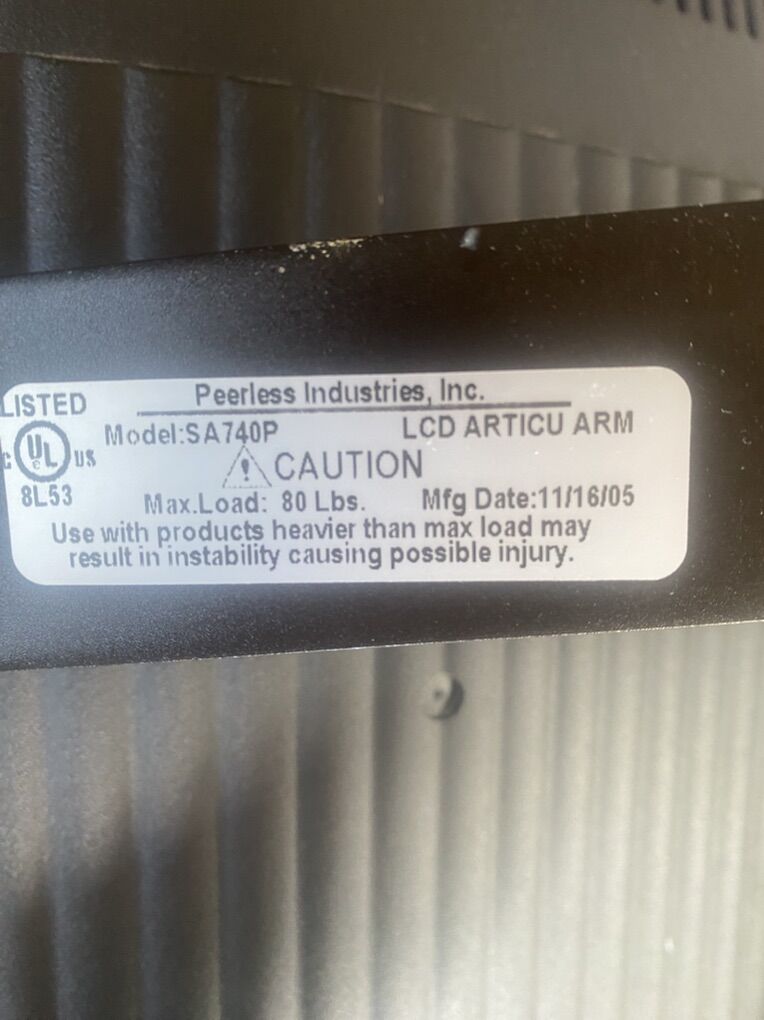 Peerless Industries, Inc.
LISTED
Model:SA740P LCD ARTICU ARM
c UL US
e
CAUTION
8L53
Max.Load: 80 Lbs. Mfg Date:11/16/05
Use with products heavier than max load may
result in instability causing possible injury.